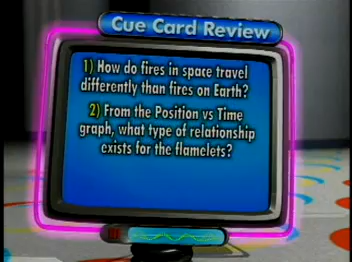 Cue Card Review
1) How do fires in space travel
differently than fires on Earth?
2) From the Position vs Time
graph, what type of relationship
exists for the flamelets?